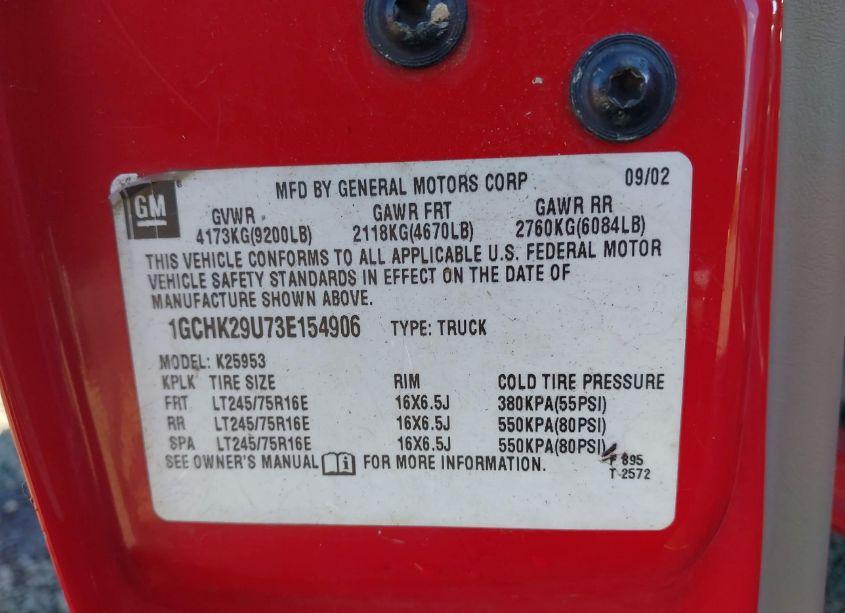 GM
MFD BY GENERAL MOTORS CORP 09/02
GVWR GAWR FRT GAWR RR
4173KG(9200LB) 2118KG(4670LB) 2760KG(6084LB)
THIS VEHICLE CONFORMS TO ALL APPLICABLE U.S. FEDERAL MOTOR
VEHICLE SAFETY STANDARDS IN EFFECT ON THE DATE OF
MANUFACTURE SHOWN ABOVE.
1GCHK29U73E154906 TYPE: TRUCK
MODEL: K25953
KPLK TIRE SIZE RIM COLD TIRE PRESSURE
FRT LT245/75R16E 16X6.5J 380KPA(55PSI)
RR LT245/75R16E 16X6.5J 550KPA(80PSI)
SPA LT245/75R16E 16X6.5J 550KPA(80PSI)
SEE OWNER'S MANUAL FOR MORE INFORMATION.
F 895
T-2572